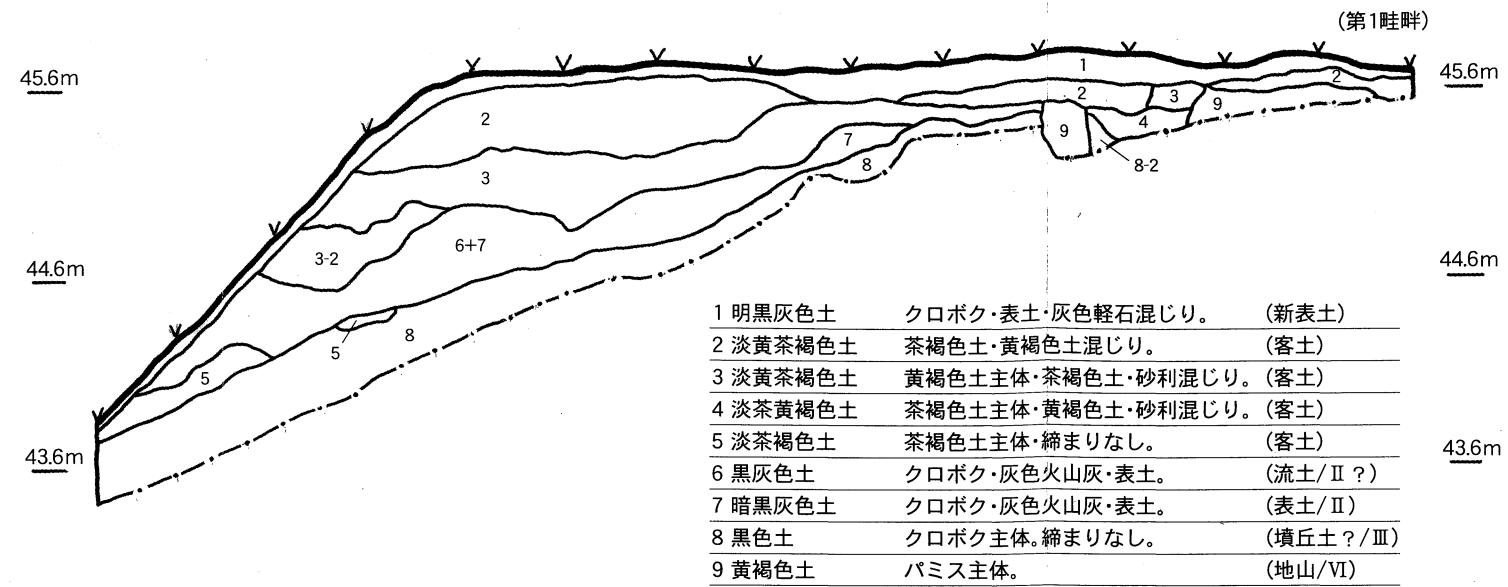 (第1畦畔)
45.6m
45.6m
1
2
2
3
9
2
7
9
4
8
8-2
3
6+7
3-2
44.6m
44.6m
5
8
5
43.6m
43.6m
1 明黒灰色土 クロボク・表土・灰色軽石混じり。 (新表土)
2 淡黄茶褐色土 茶褐色土・黄褐色土混じり。 (客土)
3 淡黄茶褐色土 黄褐色土主体・茶褐色土・砂利混じり。 (客土)
4 淡茶黄褐色土 茶褐色土主体・黄褐色土・砂利混じり。 (客土)
5 淡茶褐色土 茶褐色土主体・締まりなし。 (客土)
6 黒灰色土 クロボク・灰色火山灰・表土。 (流土/Ⅱ？)
7 暗黒灰色土 クロボク・灰色火山灰・表土。 (表土/Ⅱ)
8 黒色土 クロボク主体。締まりなし。 (墳丘土？/Ⅲ)
9 黄褐色土 パミス主体。 (地山/Ⅵ)